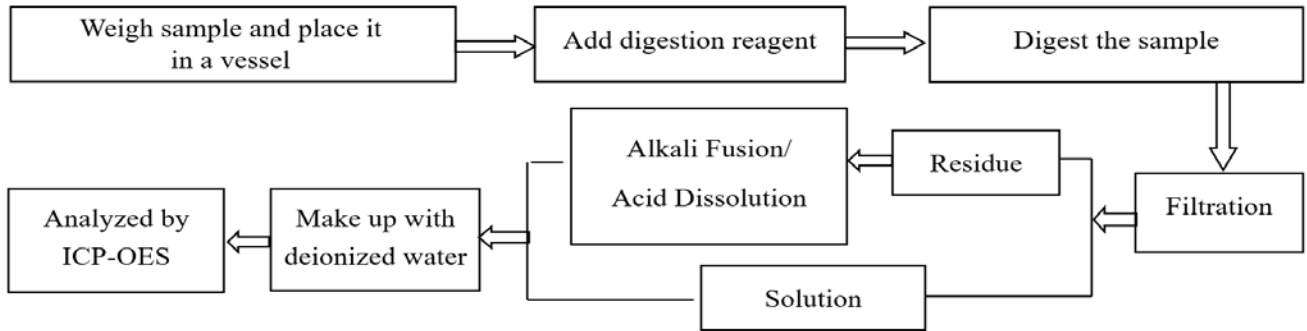 Weigh sample and place it
in a vessel
Add digestion reagent
Digest the sample
Filtration
Residue
Alkali Fusion/
Acid Dissolution
Solution
Make up with
deionized water
Analyzed by
ICP-OES